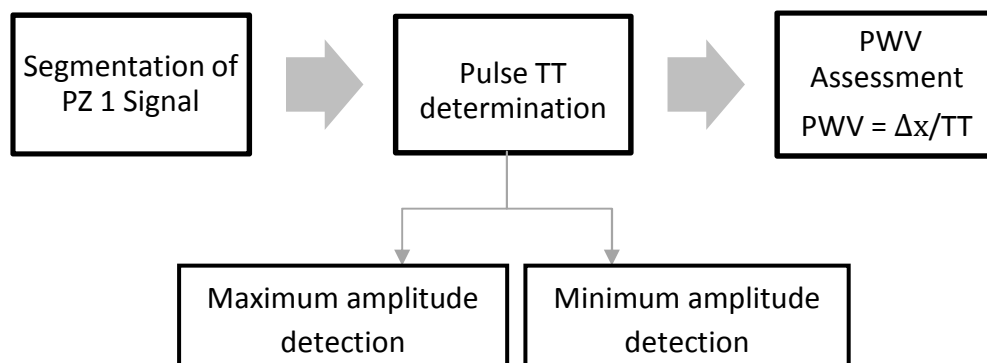 Segmentation of
PZ 1 Signal
Pulse TT
determination
PWV
Assessment
PWV = Δx/TT
Maximum amplitude
detection
Minimum amplitude
detection